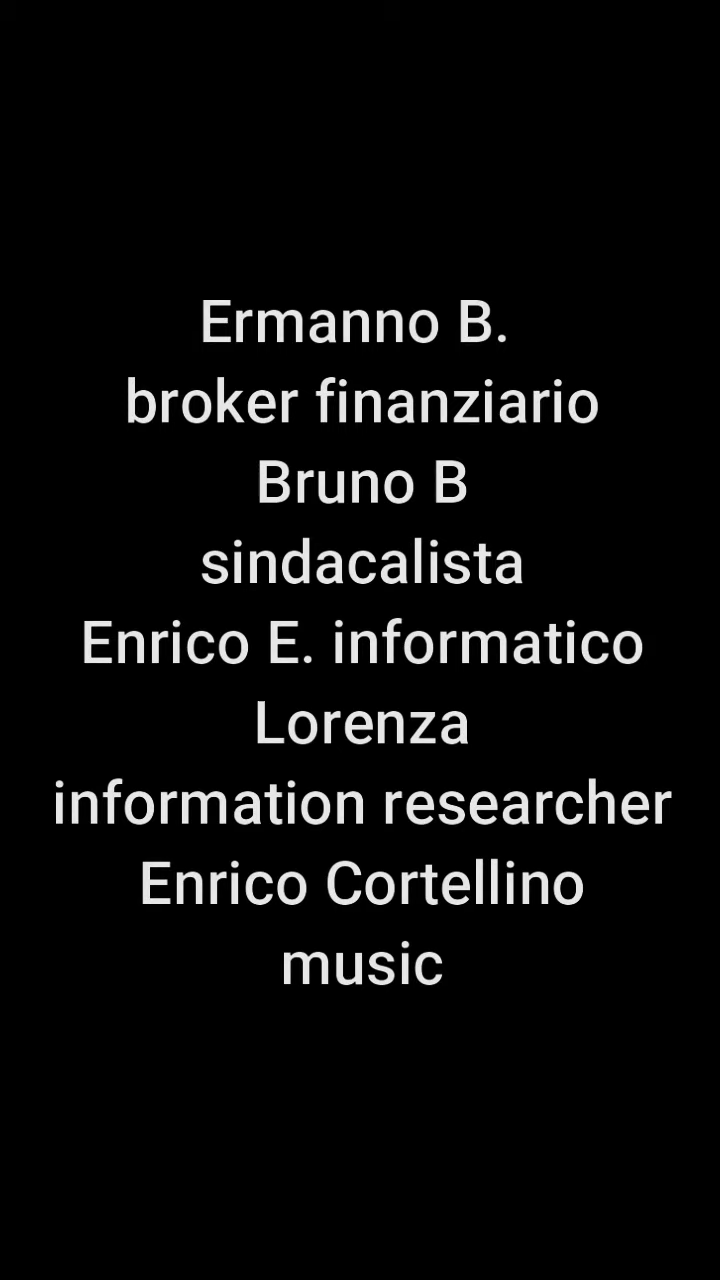 Ermanno B.
broker finanziario
Bruno B
sindacalista
Enrico E. informatico
Lorenza
information researcher
Enrico Cortellino
music